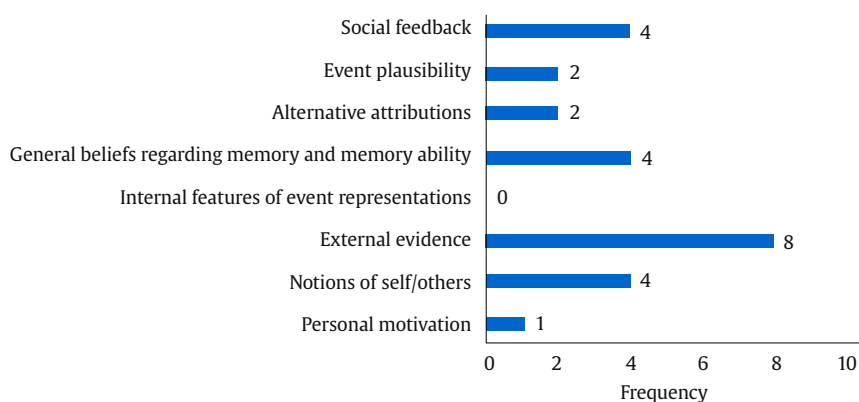 Social feedback 4
Event plausibility 2
Alternative attributions 2
General beliefs regarding memory and memory ability 4
Internal features of event representations 0
External evidence 8
Notions of self/others 4
Personal motivation 1
0 2 4 6 8 10
Frequency